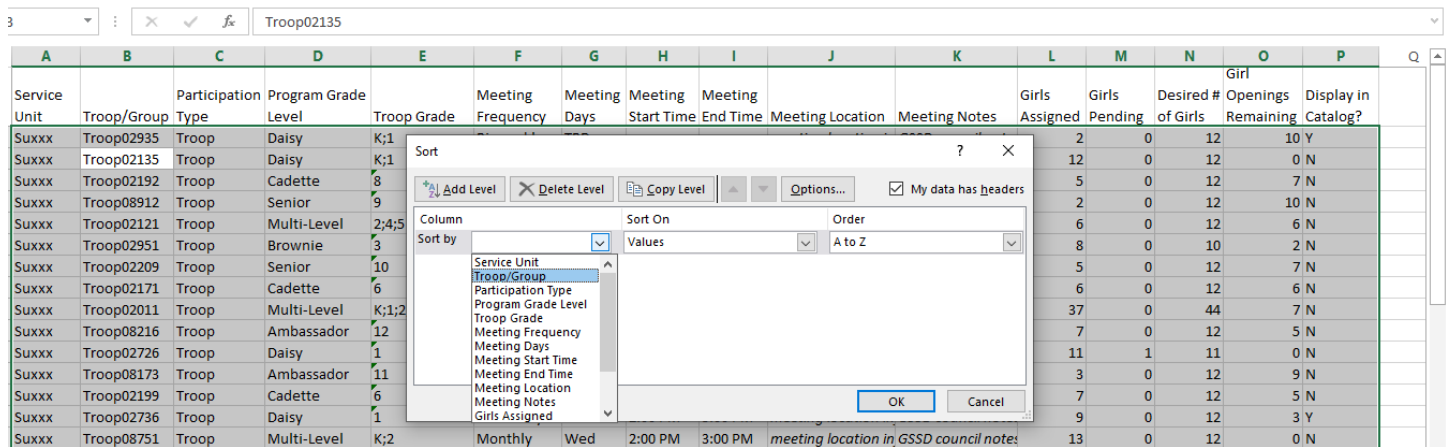 3 Troop02135
A B C D E F G H I J K L M N O P Q
Girl
Service Participation Program Grade Meeting Meeting Meeting Meeting Girls Girls Desired # Openings Display in
Unit Troop/Group Type Level Troop Grade Frequency Days Start Time End Time Meeting Location Meeting Notes Assigned Pending of Girls Remaining Catalog?
Suxxx Troop02935 Troop Daisy K;1 2 0 12 10 Y
Suxxx Troop02135 Troop Daisy K;1 12 0 12 0 N
Suxxx Troop02192 Troop Cadette 8 5 0 12 7 N
Suxxx Troop08912 Troop Senior 9 2 0 12 10 N
Suxxx Troop02121 Troop Multi-Level 2;4;5 6 0 12 6 N
Suxxx Troop02951 Troop Brownie 3 8 0 10 2 N
Suxxx Troop02209 Troop Senior 10 5 0 12 7 N
Suxxx Troop02171 Troop Cadette 6 6 0 12 6 N
Suxxx Troop02011 Troop Multi-Level K;1;2 37 0 44 7 N
Suxxx Troop08216 Troop Ambassador 12 7 0 12 5 N
Suxxx Troop02726 Troop Daisy 1 11 1 11 0 N
Suxxx Troop08173 Troop Ambassador 11 3 0 12 9 N
Suxxx Troop02199 Troop Cadette 6 7 0 12 5 N
Suxxx Troop02736 Troop Daisy 1 9 0 12 3 Y
Suxxx Troop08751 Troop Multi-Level K;2 Monthly Wed 2:00 PM 3:00 PM meeting location in GSSD council notes 13 0 12 0 N
Sort ?
Add Level Delete Level Copy Level Options... My data has headers
Column Sort On Order
Sort by Values A to Z
Service Unit
Troop/Group
Participation Type
Program Grade Level
Troop Grade
Meeting Frequency
Meeting Days
Meeting Start Time
Meeting End Time
Meeting Location
Meeting Notes
Girls Assigned
OK Cancel